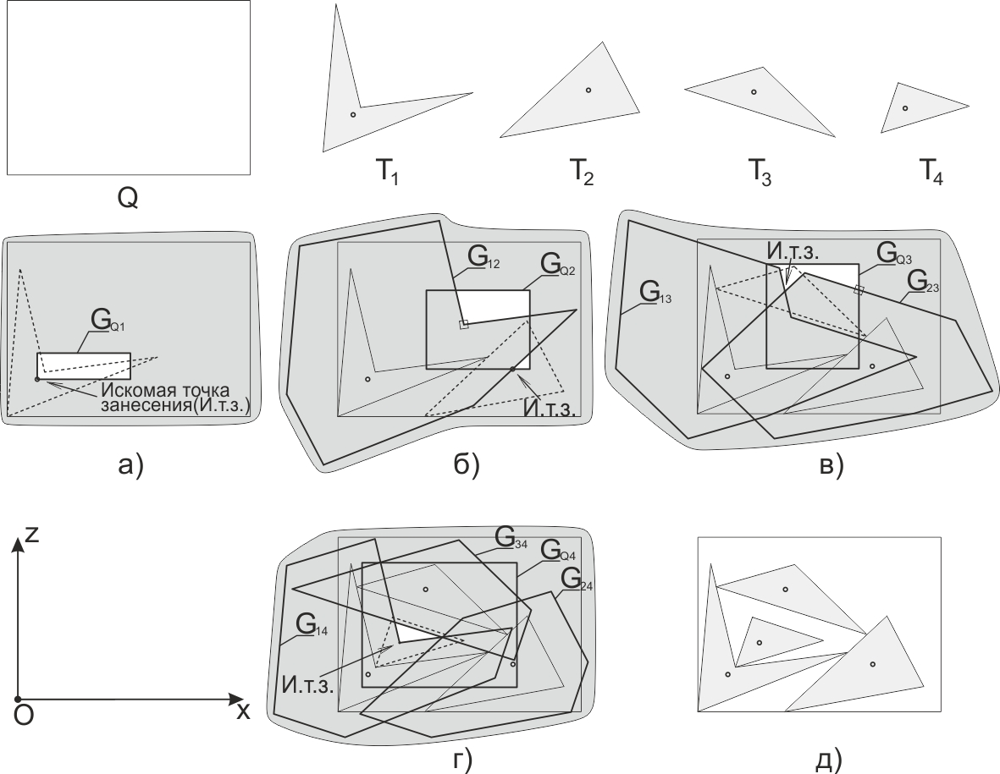 Q
T1
T2
T3
T4
GQ1
Искомая точка
занесения(И.т.з.)
а)
G12
GQ2
И.т.з.
б)
И.т.з.
GQ3
G13
G23
в)
z
O
x
G34
GQ4
G24
G14
И.т.з.
г)
д)